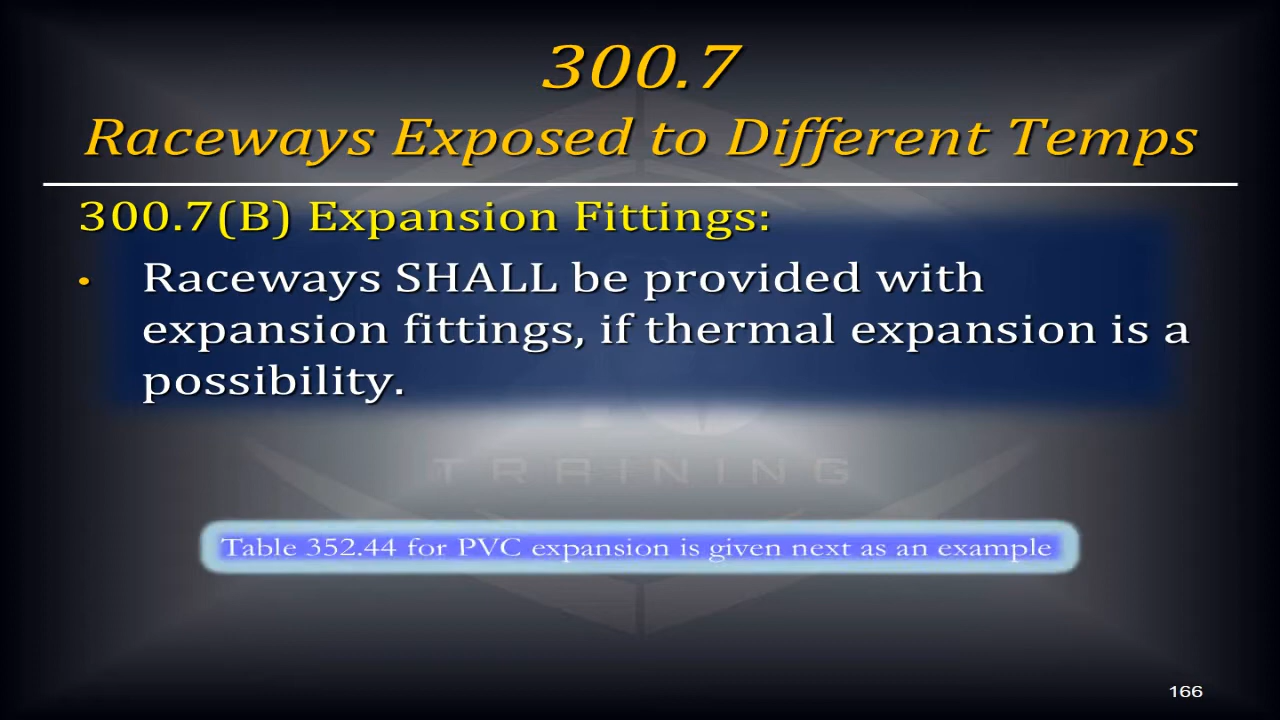 300.7
Raceways Exposed to Different Temps
300.7(B) Expansion Fittings:
• Raceways SHALL be provided with
expansion fittings, if thermal expansion is a
possibility.
TRAINING
Table 352.44 for PVC expansion is given next as an example
166